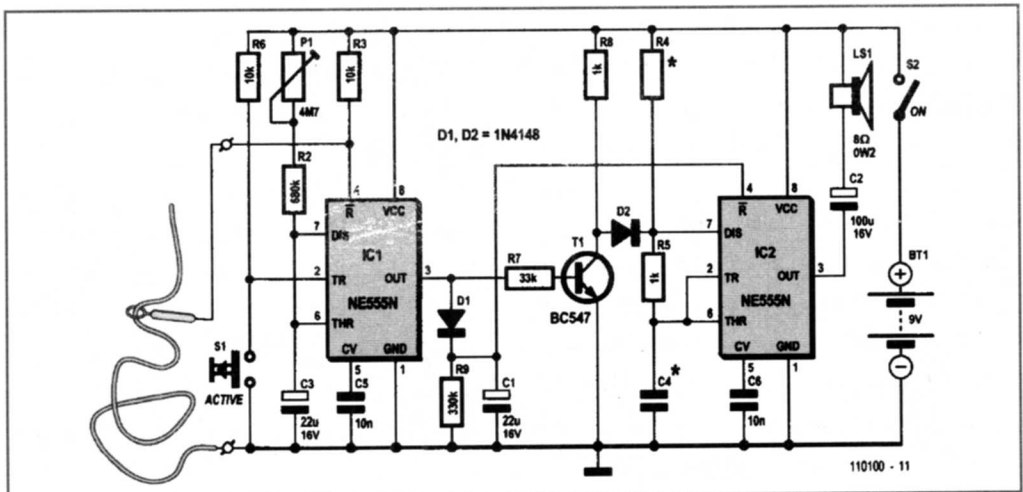 R6
10k
P1
4M7
R3
10k
R8
1k
R4
*
LS1
8Ω
0W2
S2
ON
D1, D2 = 1N4148
R2
680k
4
8
R
VCC
7
DIS
IC1
2
TR
OUT
3
NE555N
6
THR
CV
GND
5
1
R7
33k
D1
R9
330k
C1
22u
16V
T1
BC547
D2
R5
1k
C4
*
4
8
R
VCC
7
DIS
IC2
2
TR
OUT
3
NE555N
6
THR
CV
GND
5
1
C2
100u
16V
BT1
+
9V
−
S1
ACTIVE
C3
22u
16V
C5
10n
C6
10n
110100 - 11